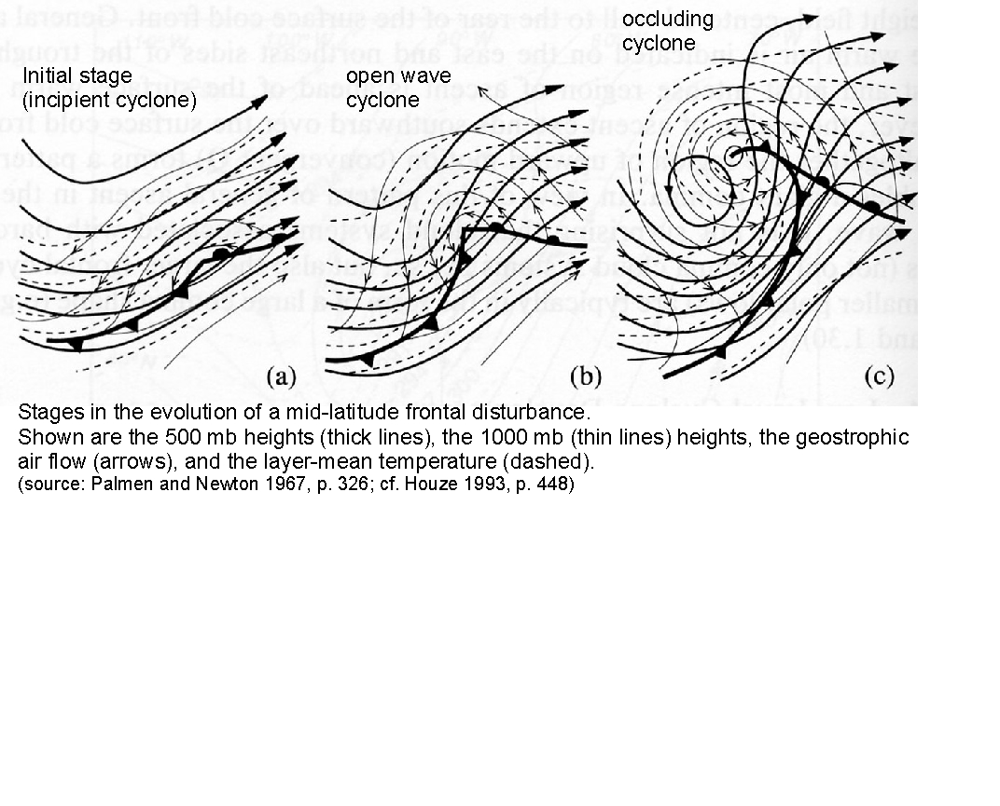 Initial stage
(incipient cyclone)
open wave
cyclone
occluding
cyclone
(a)
(b)
(c)
Stages in the evolution of a mid-latitude frontal disturbance.
Shown are the 500 mb heights (thick lines), the 1000 mb (thin lines) heights, the geostrophic
air flow (arrows), and the layer-mean temperature (dashed).
(source: Palmen and Newton 1967, p. 326; cf. Houze 1993, p. 448)